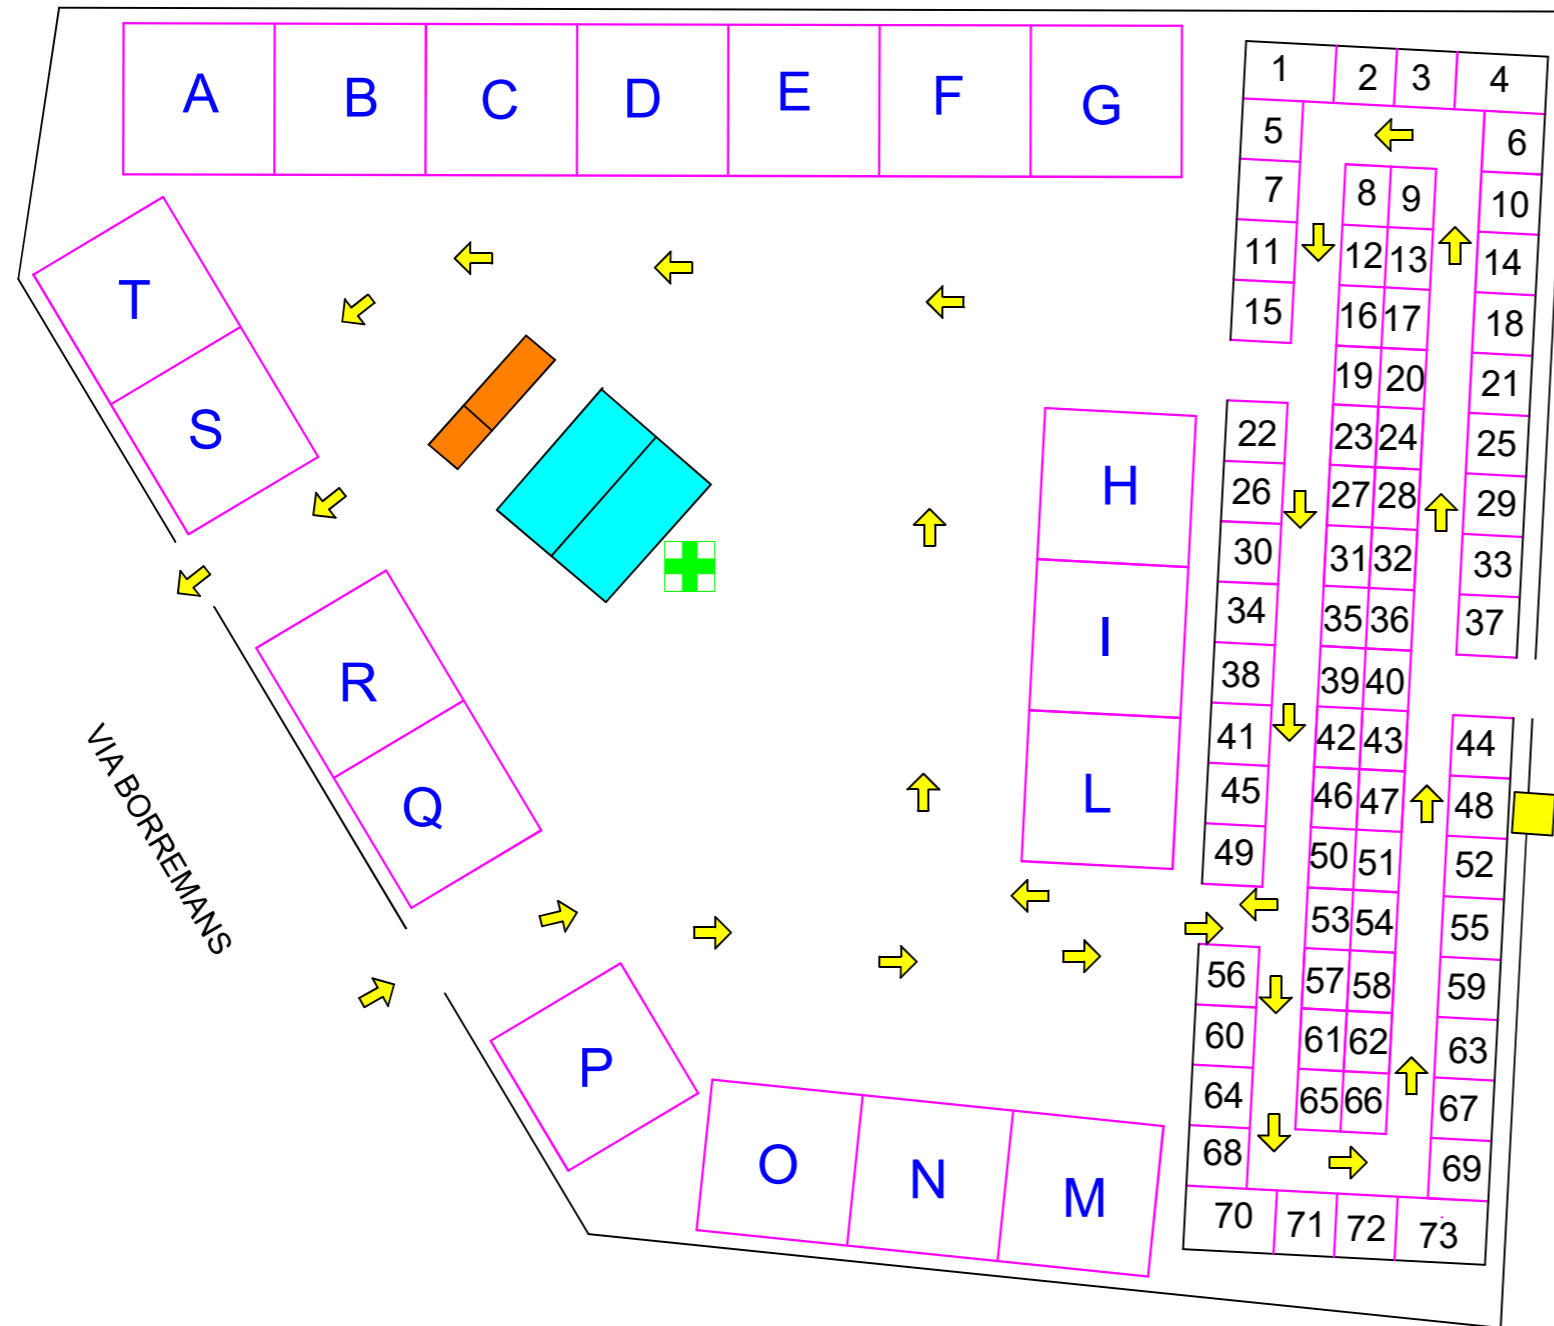 A B C D E F G
1 2 3 4
5 6
7 8 9 10
11 12 13 14
15 16 17 18
19 20 21
22 23 24 25
26 27 28 29
30 31 32 33
34 35 36 37
38 39 40
41 42 43 44
45 46 47 48
49 50 51 52
53 54 55
56 57 58 59
60 61 62 63
64 65 66 67
68 69
70 71 72 73
T
S
H
I
L
R
Q
VIA BORREMANS
P
O N M